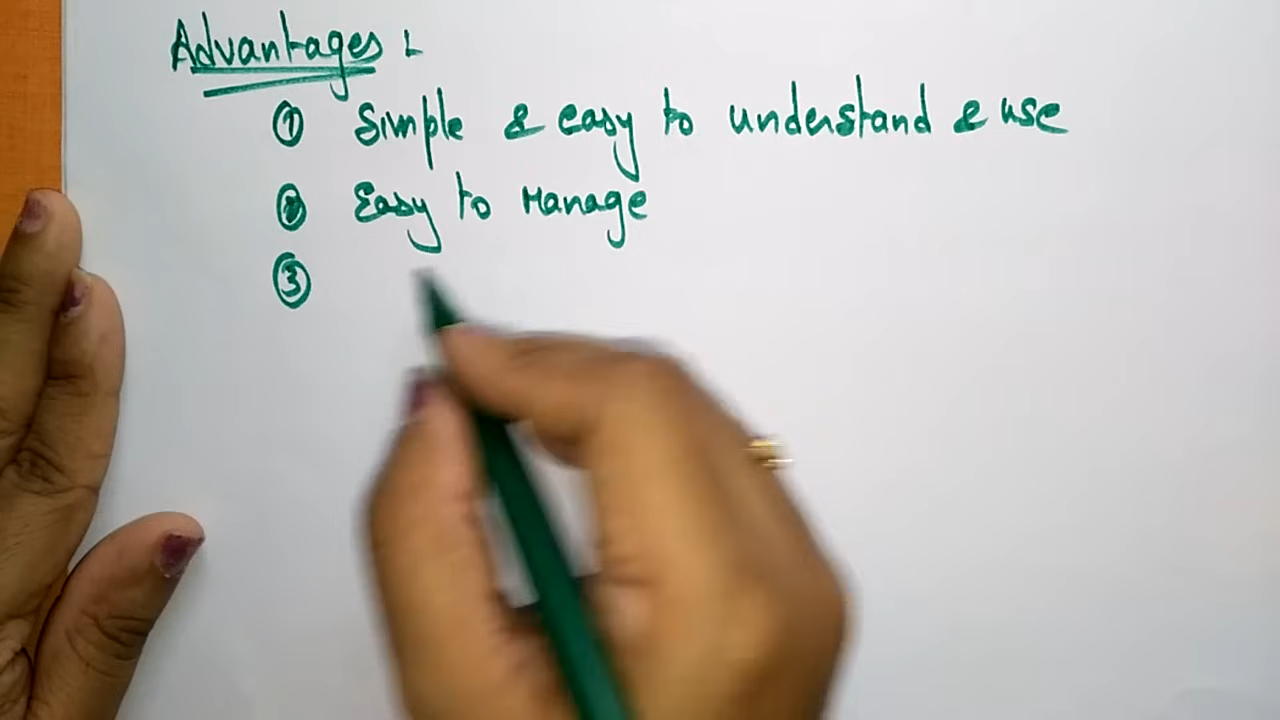 Advantages :
① Simple & easy to understand & use
② Easy to Manage
③